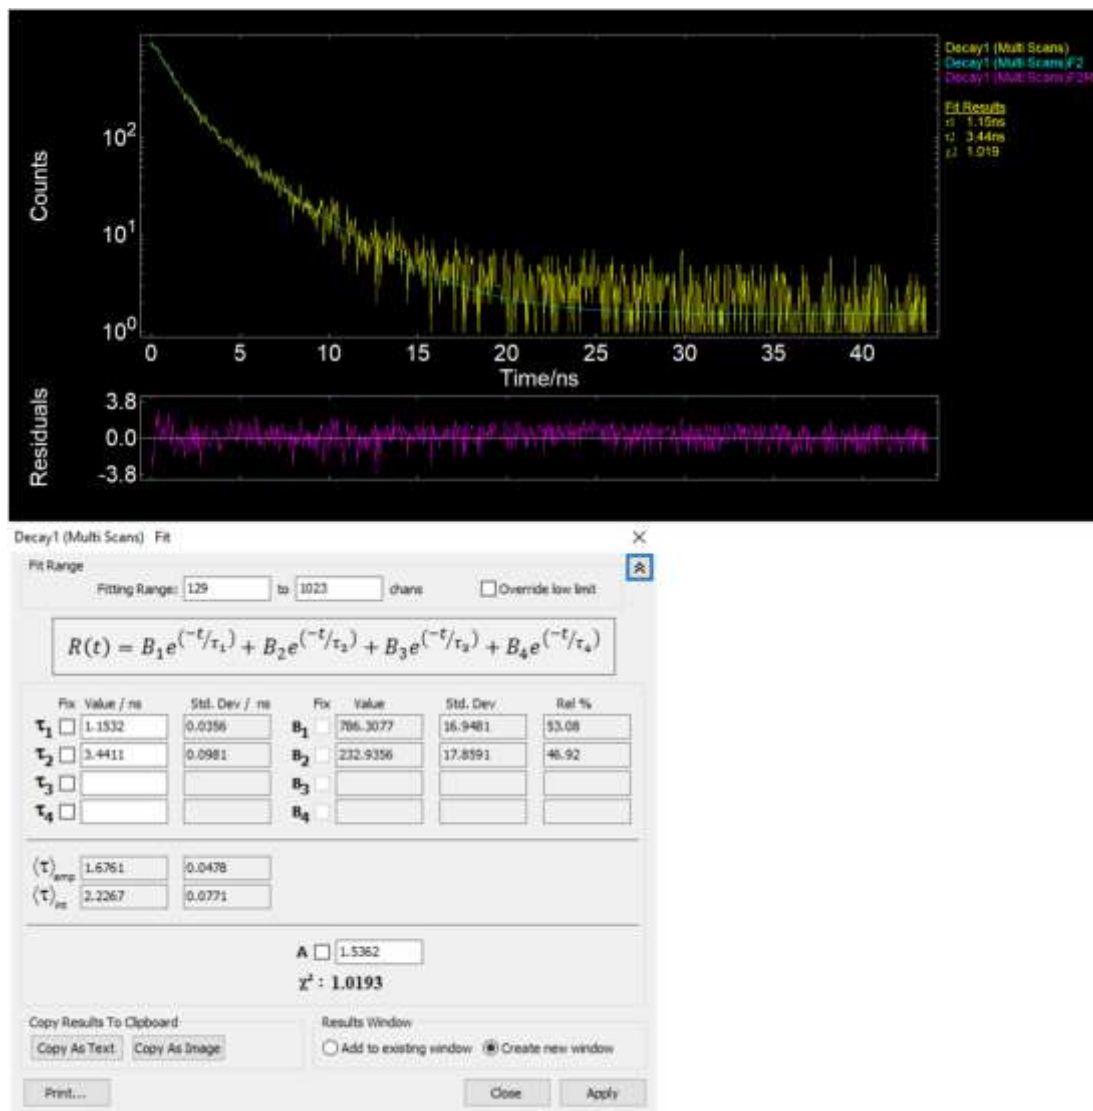 Decay1 (Multi Scans)
Decay1 (Multi Scans)F2
Decay1 (Multi Scans)F2R
Fit Results
τ1 1.15ns
τ2 3.44ns
χ2 1.019
Counts
10² 
10¹
10⁰
0 5 10 15 20 25 30 35 40
Time/ns
Residuals
3.8
0.0
-3.8
Decay1 (Multi Scans) Fit
Fit Range
Fitting Range: 129 to 1023 chans Override low limit
R(t) = B₁e^(-t/τ₁) + B₂e^(-t/τ₂) + B₃e^(-t/τ₃) + B₄e^(-t/τ₄)
Fix Value / ns Std. Dev / ns Fix Value Std. Dev Rel %
τ₁ 1.1532 0.0356 B₁ 786.3077 16.9481 53.08
τ₂ 3.4411 0.0981 B₂ 232.9356 17.8591 46.92
τ₃ B₃
τ₄ B₄
⟨τ⟩amp 1.6761 0.0478
⟨τ⟩int 2.2267 0.0771
A 1.5362
χ² : 1.0193
Copy Results To Clipboard Results Window
Copy As Text Copy As Image Add to existing window Create new window
Print... Close Apply